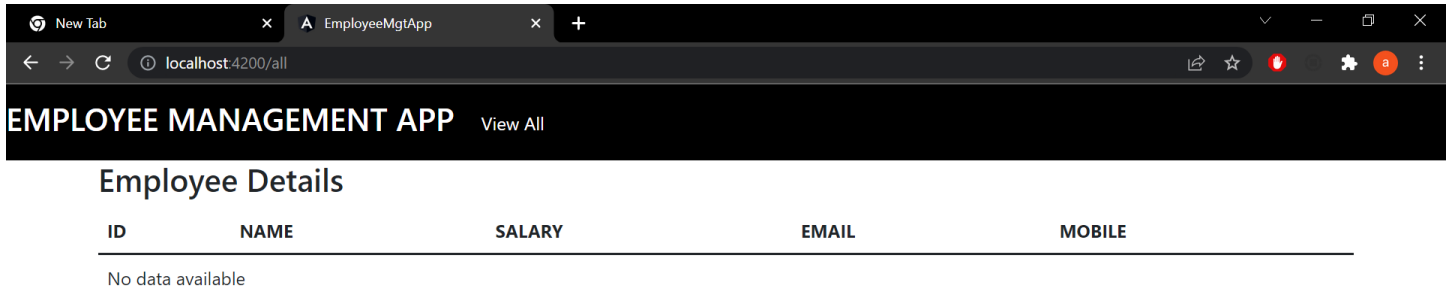 New Tab
EmployeeMgtApp
localhost:4200/all
a
EMPLOYEE MANAGEMENT APP View All
Employee Details
ID NAME SALARY EMAIL MOBILE
No data available